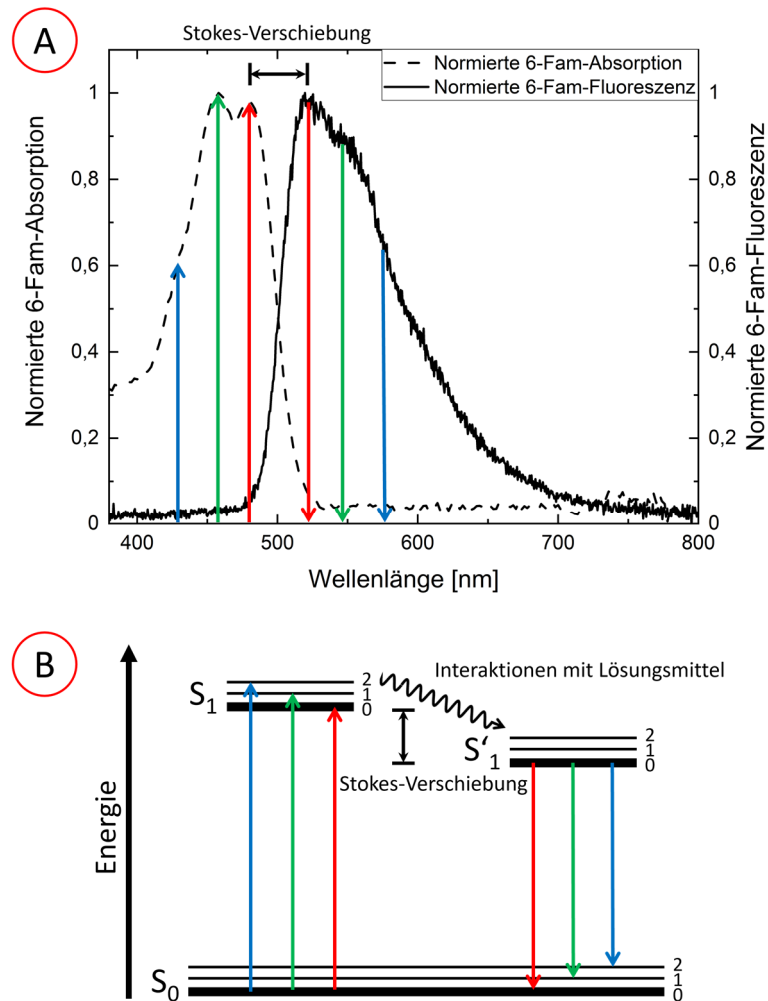 A
Stokes-Verschiebung
Normierte 6-Fam-Absorption
Normierte 6-Fam-Fluoreszenz
Normierte 6-Fam-Absorption
1
0,8
0,6
0,4
0,2
0
1
0,8
0,6
0,4
0,2
0
Normierte 6-Fam-Fluoreszenz
400 500 600 700 800
Wellenlänge [nm]
B
Energie
S1
2
1
0
Interaktionen mit Lösungsmittel
S‘1
2
1
0
Stokes-Verschiebung
S0
2
1
0